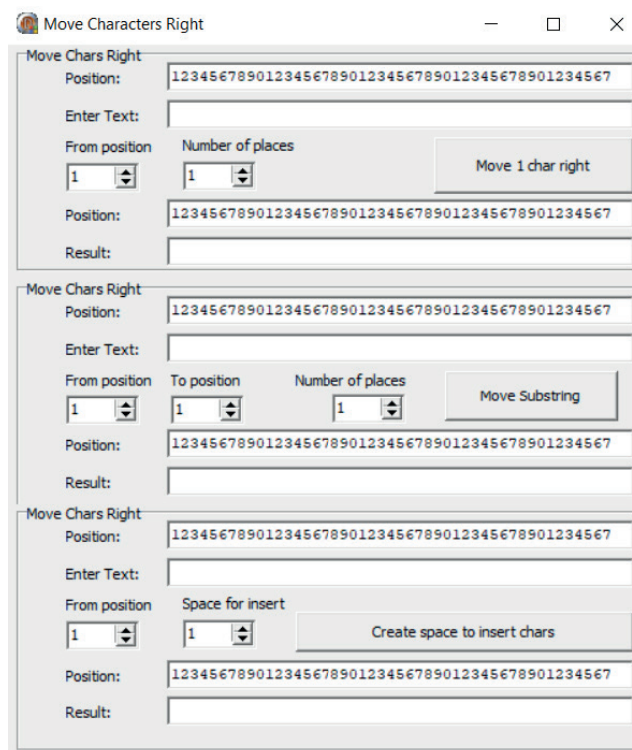 Move Characters Right
Move Chars Right
Position: 12345678901234567890123456789012345678901234567
Enter Text:
From position Number of places
1 1 Move 1 char right
Position: 12345678901234567890123456789012345678901234567
Result:
Move Chars Right
Position: 12345678901234567890123456789012345678901234567
Enter Text:
From position To position Number of places
1 1 1 Move Substring
Position: 12345678901234567890123456789012345678901234567
Result:
Move Chars Right
Position: 12345678901234567890123456789012345678901234567
Enter Text:
From position Space for insert
1 1 Create space to insert chars
Position: 12345678901234567890123456789012345678901234567
Result: